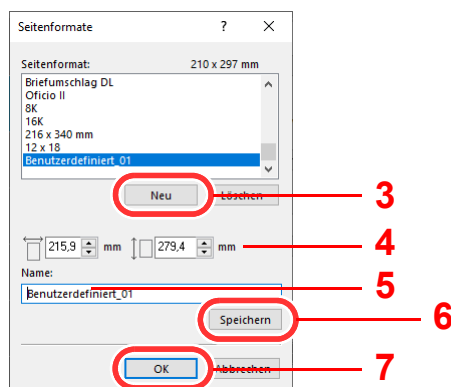 Seitenformate ? ×
Seitenformat: 210 x 297 mm
Briefumschlag DL
Oficio II
8K
16K
216 x 340 mm
12 x 18
Benutzerdefiniert_01
Neu Löschen 3
215,9 mm 279,4 mm 4
Name: 5
Benutzerdefiniert_01
Speichern 6
OK Abbrechen 7